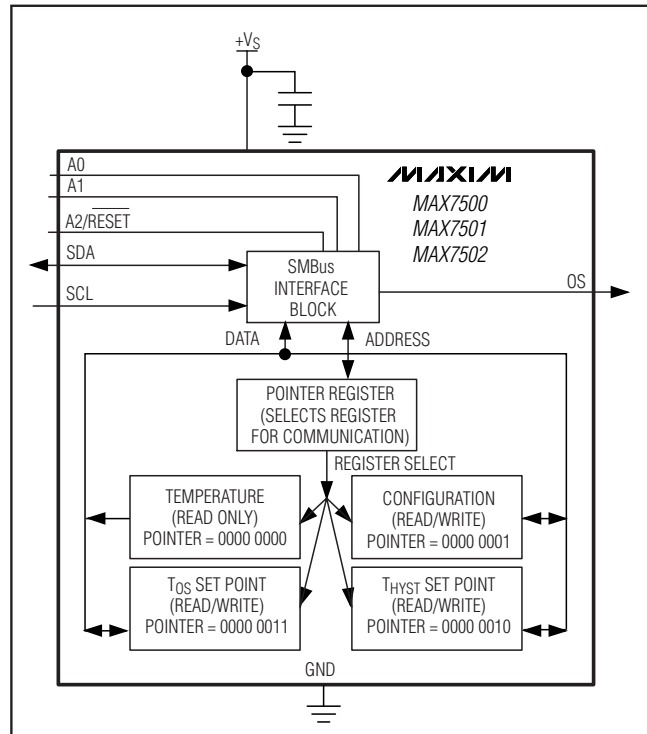 +VS
A0
A1
A2/RESET
SDA
SCL
MAXIM
MAX7500
MAX7501
MAX7502
SMBus
INTERFACE
BLOCK
OS
DATA
ADDRESS
POINTER REGISTER
(SELECTS REGISTER
FOR COMMUNICATION)
REGISTER SELECT
TEMPERATURE
(READ ONLY)
POINTER = 0000 0000
CONFIGURATION
(READ/WRITE)
POINTER = 0000 0001
TOS SET POINT
(READ/WRITE)
POINTER = 0000 0011
THYST SET POINT
(READ/WRITE)
POINTER = 0000 0010
GND